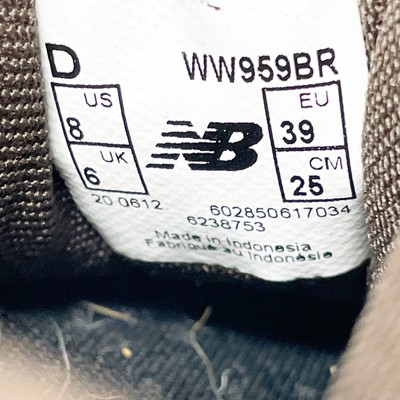 D WW959BR
US EU
8 39
UK CM
6 25
NB
20 0612 602850617034
6238753
Made in Indonesia
Fabriqué au Indonésie